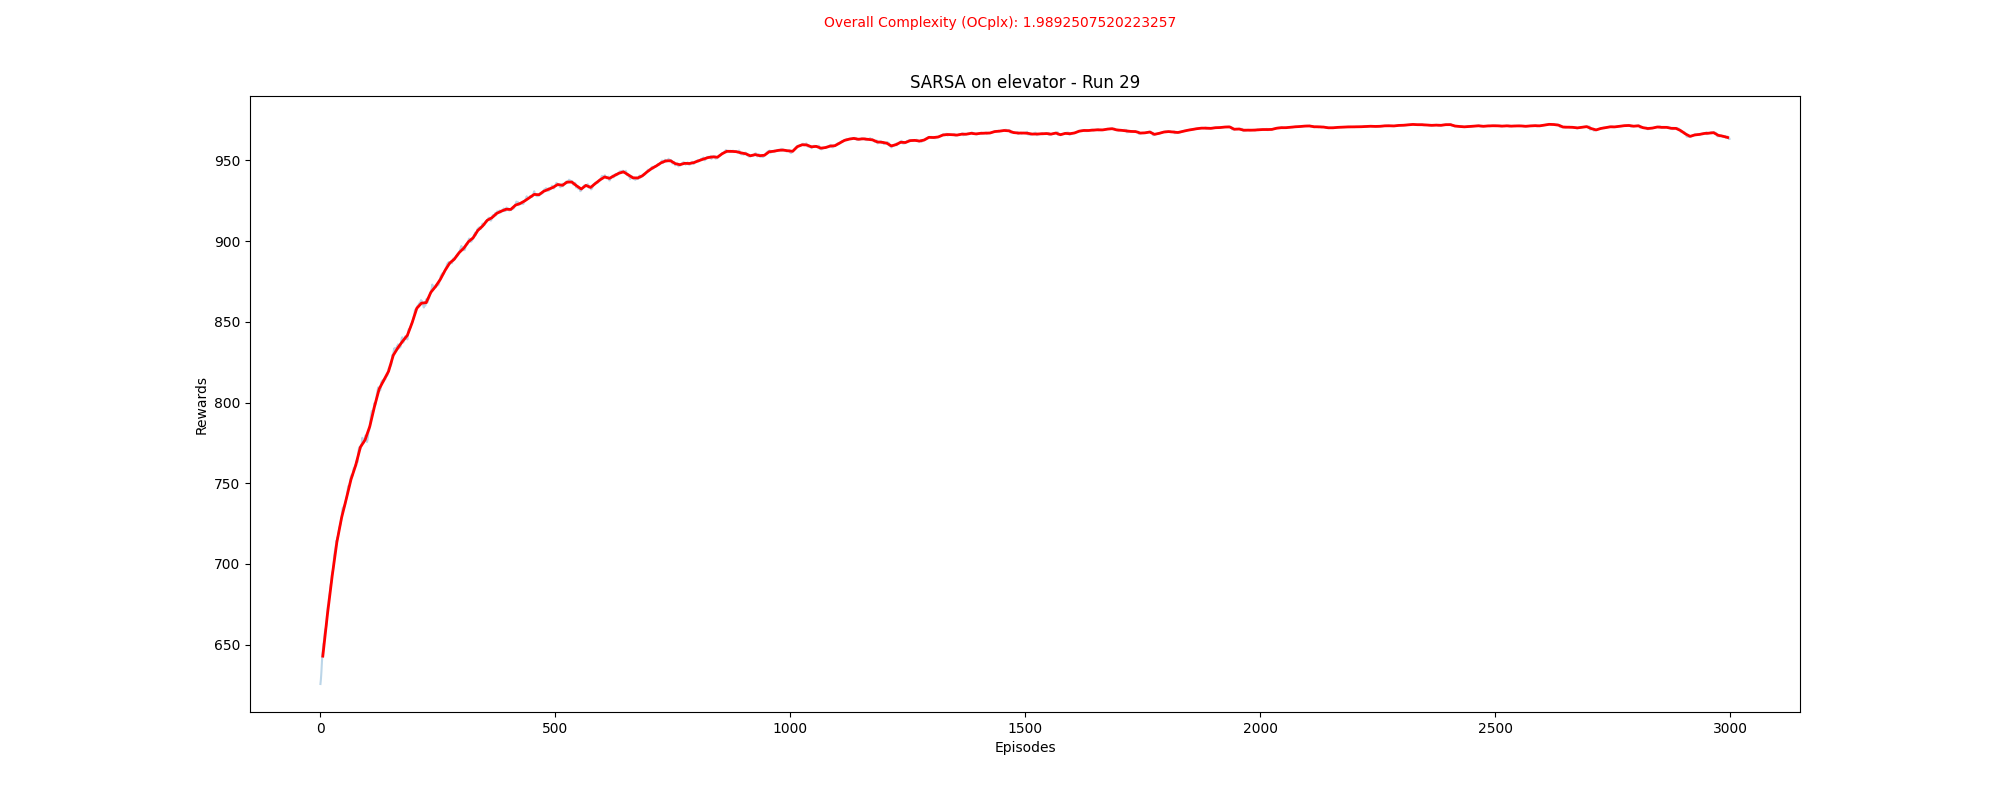 Overall Complexity (OCplx): 1.9892507520223257
SARSA on elevator - Run 29
950
900
850
800
750
700
650
Rewards
0 500 1000 1500 2000 2500 3000
Episodes